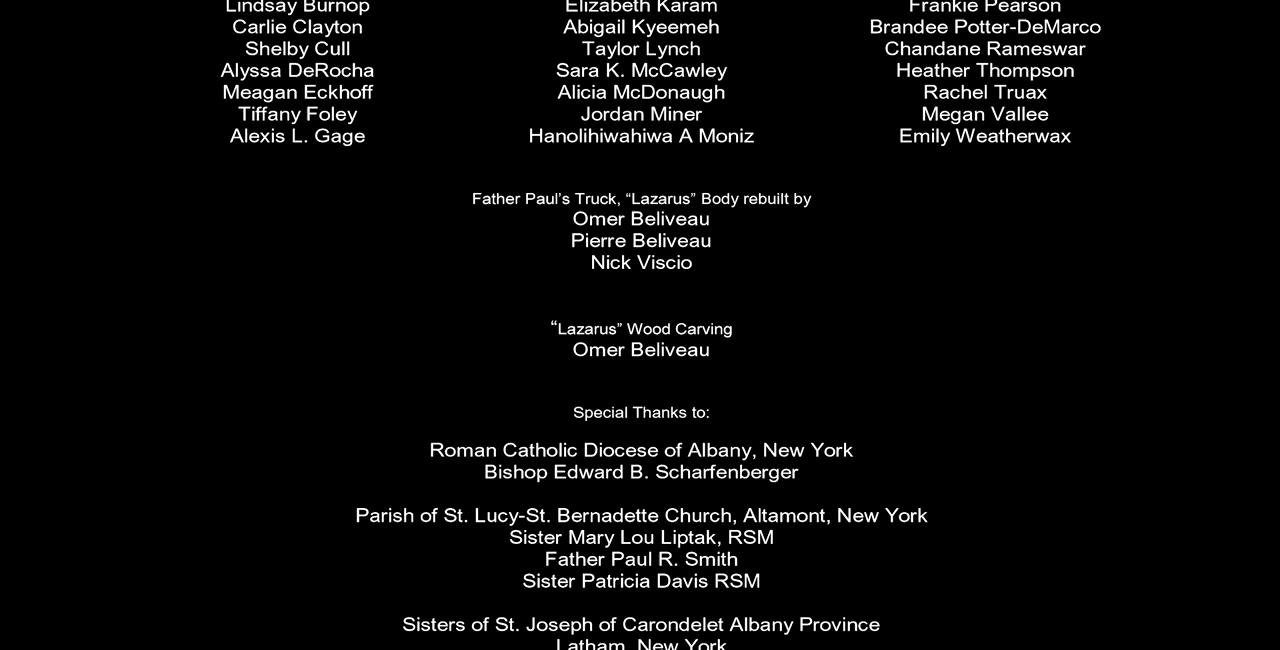 Lindsay Burnop
Carlie Clayton
Shelby Cull
Alyssa DeRocha
Meagan Eckhoff
Tiffany Foley
Alexis L. Gage
Elizabeth Karam
Abigail Kyeemeh
Taylor Lynch
Sara K. McCawley
Alicia McDonaugh
Jordan Miner
Hanolihiwahiwa A Moniz
Frankie Pearson
Brandee Potter-DeMarco
Chandane Rameswar
Heather Thompson
Rachel Truax
Megan Vallee
Emily Weatherwax
Father Paul’s Truck, “Lazarus” Body rebuilt by
Omer Beliveau
Pierre Beliveau
Nick Viscio
“Lazarus” Wood Carving
Omer Beliveau
Special Thanks to:
Roman Catholic Diocese of Albany, New York
Bishop Edward B. Scharfenberger
Parish of St. Lucy-St. Bernadette Church, Altamont, New York
Sister Mary Lou Liptak, RSM
Father Paul R. Smith
Sister Patricia Davis RSM
Sisters of St. Joseph of Carondelet Albany Province
Latham, New York